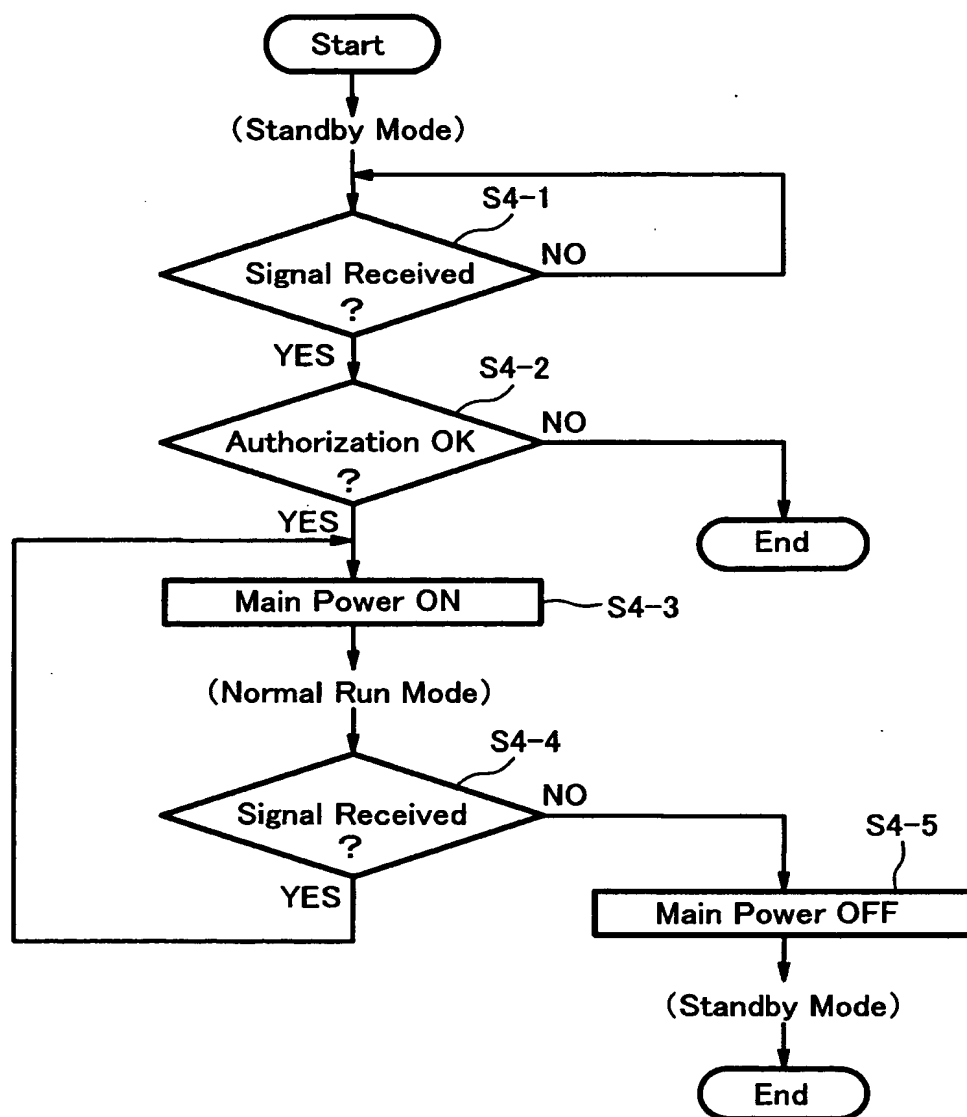 Start
(Standby Mode)
S4-1
Signal Received
?
NO
YES
S4-2
Authorization OK
?
NO
YES
End
Main Power ON
S4-3
(Normal Run Mode)
S4-4
Signal Received
?
NO
YES
S4-5
Main Power OFF
(Standby Mode)
End